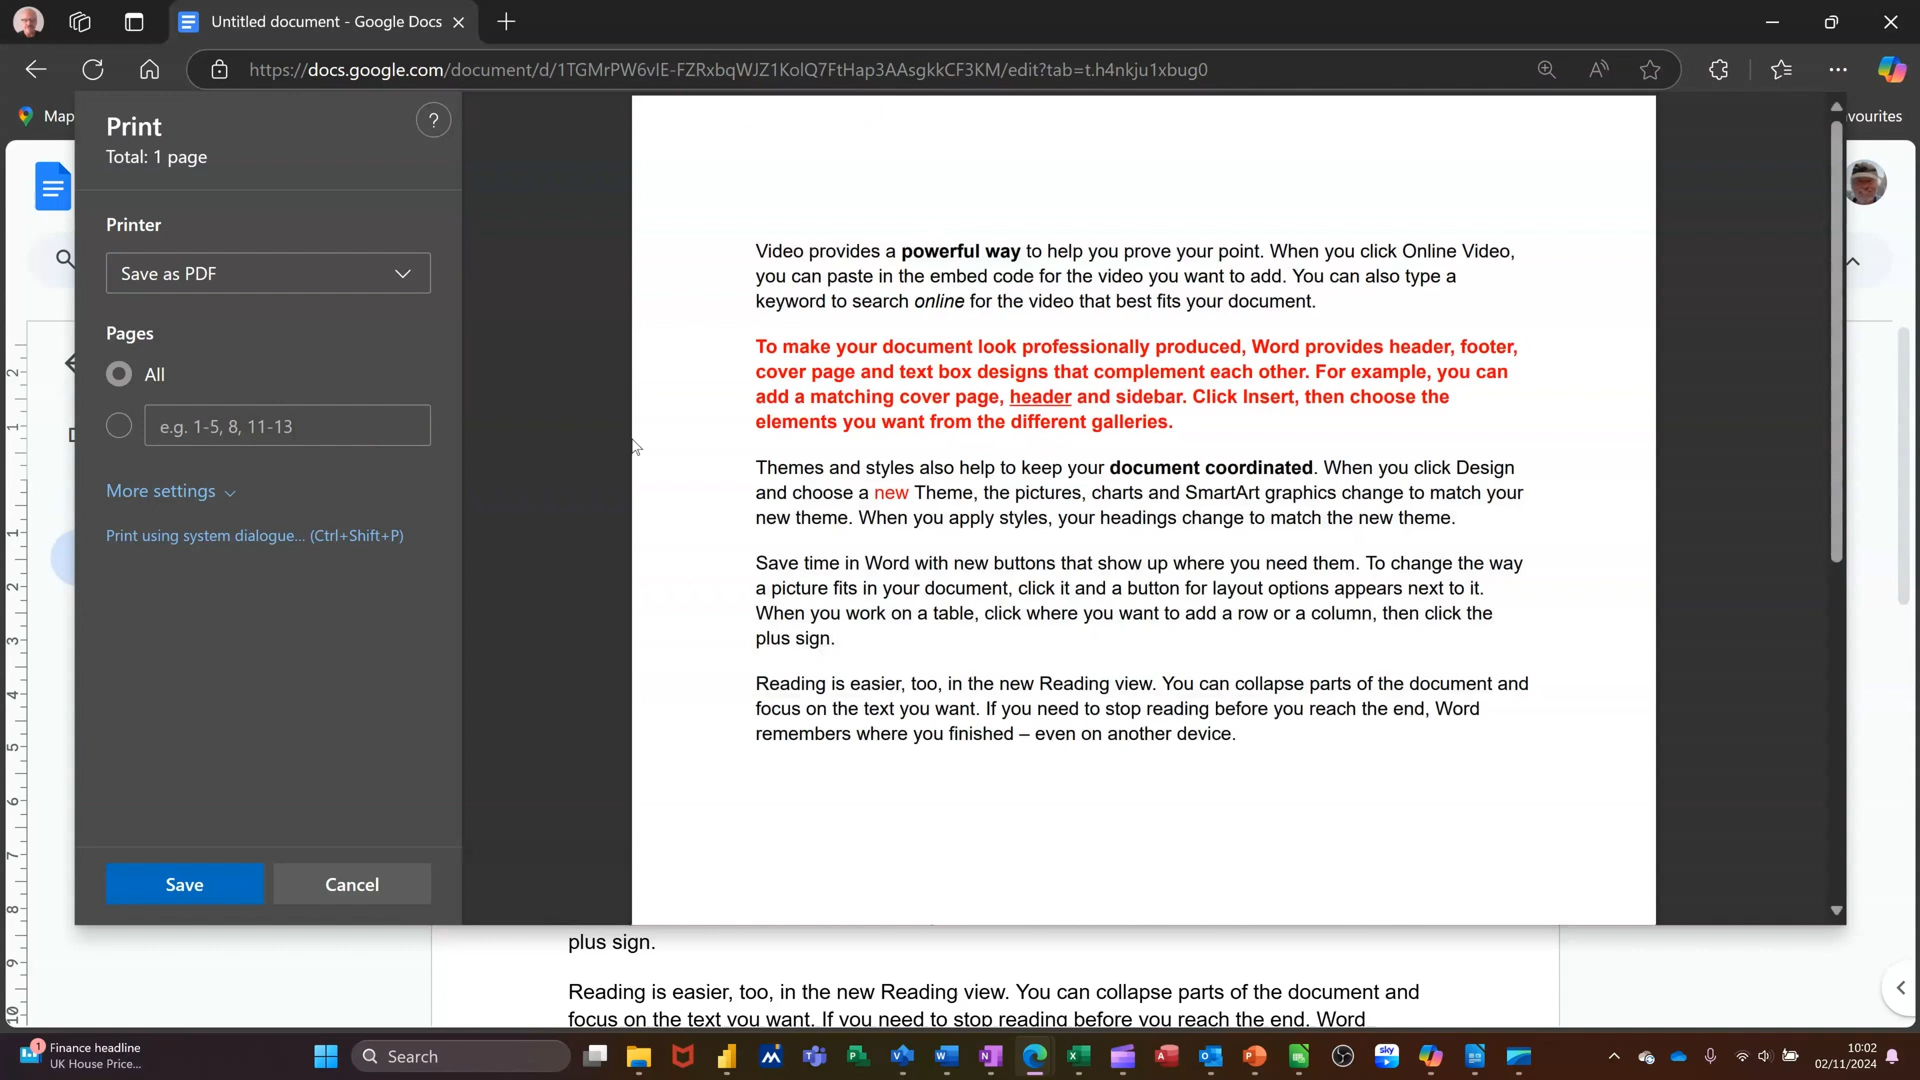 Untitled document - Google Docs
https://docs.google.com/document/d/1TGMrPW6vlE-FZRxbqWJZ1KolQ7FtHap3AAsgkkCF3KM/edit?tab=t.h4nkju1xbug0
Map
vourites
Print
Total: 1 page
Printer
Save as PDF
Pages
All
e.g. 1-5, 8, 11-13
More settings
Print using system dialogue... (Ctrl+Shift+P)
Save
Cancel
Video provides a powerful way to help you prove your point. When you click Online Video,
you can paste in the embed code for the video you want to add. You can also type a
keyword to search online for the video that best fits your document.
To make your document look professionally produced, Word provides header, footer,
cover page and text box designs that complement each other. For example, you can
add a matching cover page, header and sidebar. Click Insert, then choose the
elements you want from the different galleries.
Themes and styles also help to keep your document coordinated. When you click Design
and choose a new Theme, the pictures, charts and SmartArt graphics change to match your
new theme. When you apply styles, your headings change to match the new theme.
Save time in Word with new buttons that show up where you need them. To change the way
a picture fits in your document, click it and a button for layout options appears next to it.
When you work on a table, click where you want to add a row or a column, then click the
plus sign.
Reading is easier, too, in the new Reading view. You can collapse parts of the document and
focus on the text you want. If you need to stop reading before you reach the end, Word
remembers where you finished – even on another device.
2
1
1
2
3
4
5
6
7
8
9
10
plus sign.
Reading is easier, too, in the new Reading view. You can collapse parts of the document and
focus on the text you want. If you need to stop reading before you reach the end, Word
1
Finance headline
UK House Price...
Search
sky
10:02
02/11/2024